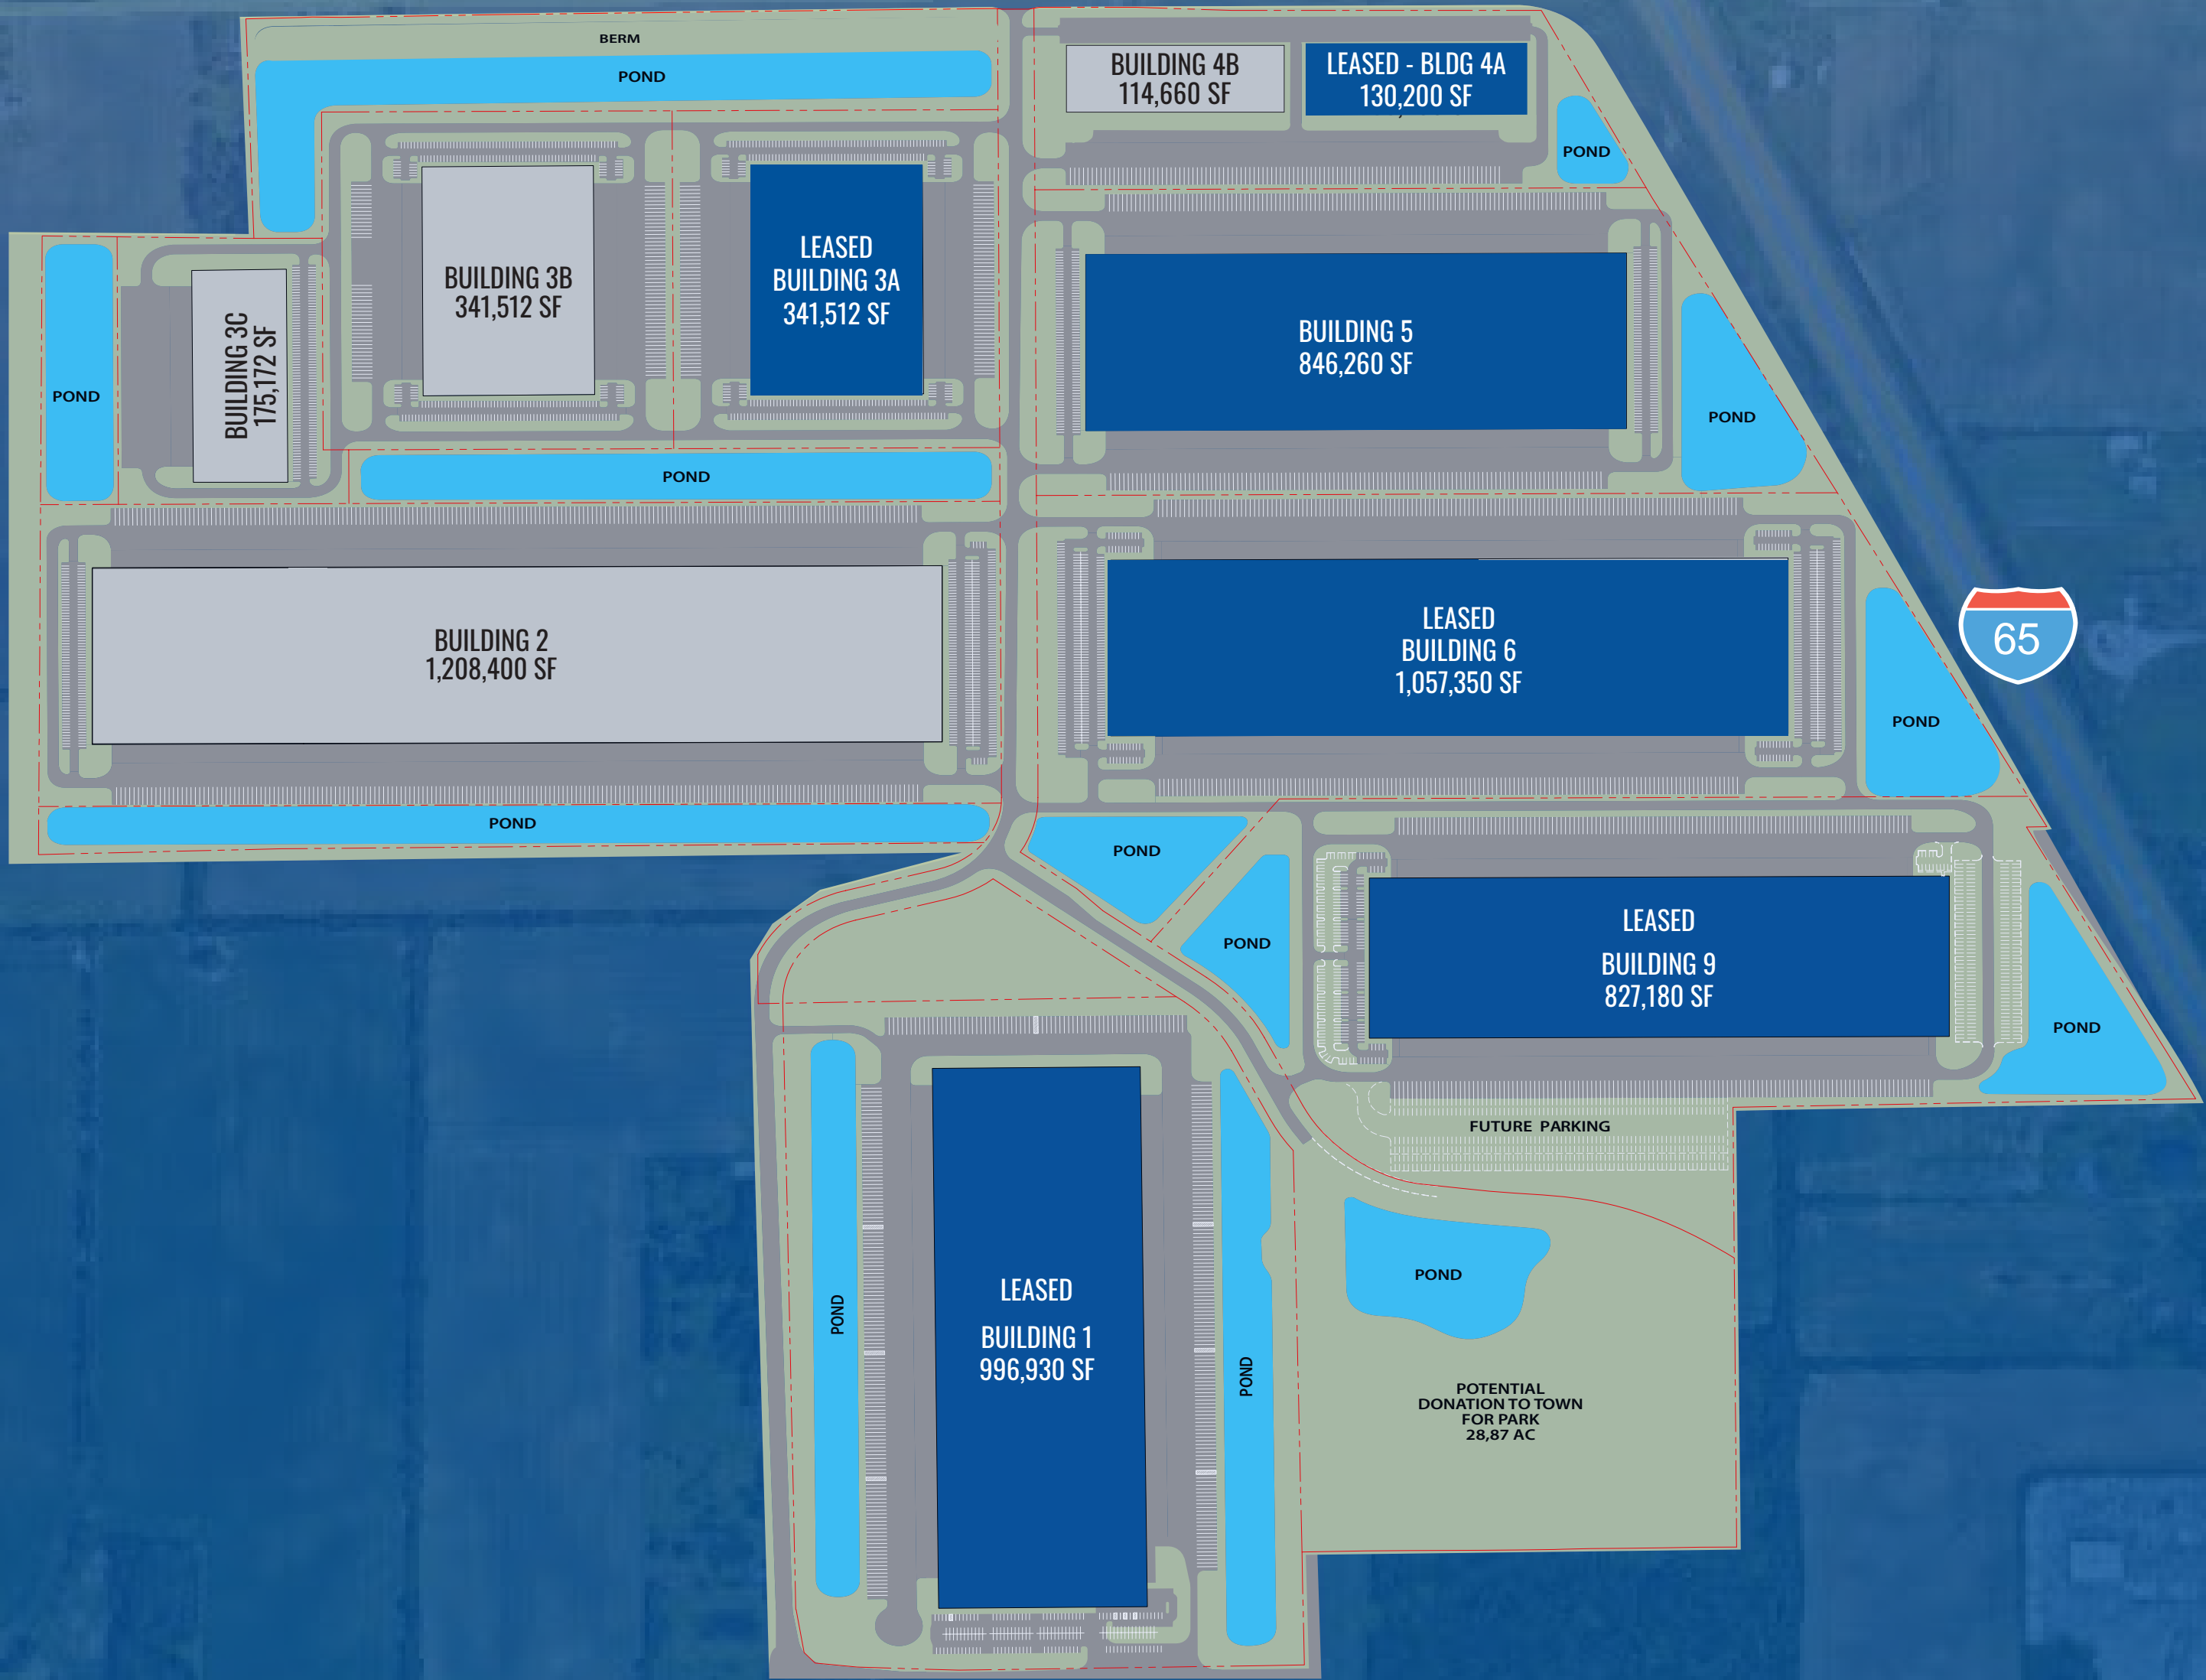 BERM
POND
BUILDING 4B
114,660 SF
LEASED - BLDG 4A
130,200 SF
POND
BUILDING 3C
175,172 SF
BUILDING 3B
341,512 SF
LEASED
BUILDING 3A
341,512 SF
BUILDING 5
846,260 SF
POND
POND
POND
BUILDING 2
1,208,400 SF
LEASED
BUILDING 6
1,057,350 SF
65
POND
POND
POND
POND
LEASED
BUILDING 9
827,180 SF
POND
FUTURE PARKING
POND
LEASED
BUILDING 1
996,930 SF
POND
POND
POTENTIAL
DONATION TO TOWN
FOR PARK
28,87 AC